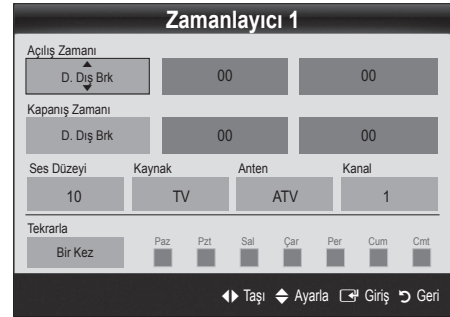 Zamanlayıcı 1
Açılış Zamanı
D. Dış Brk 00 00
Kapanış Zamanı
D. Dış Brk 00 00
Ses Düzeyi Kaynak Anten Kanal
10 TV ATV 1
Tekrarla
Bir Kez Paz Pzt Sal Çar Per Cum Cmt
Taşı Ayarla Giriş Geri